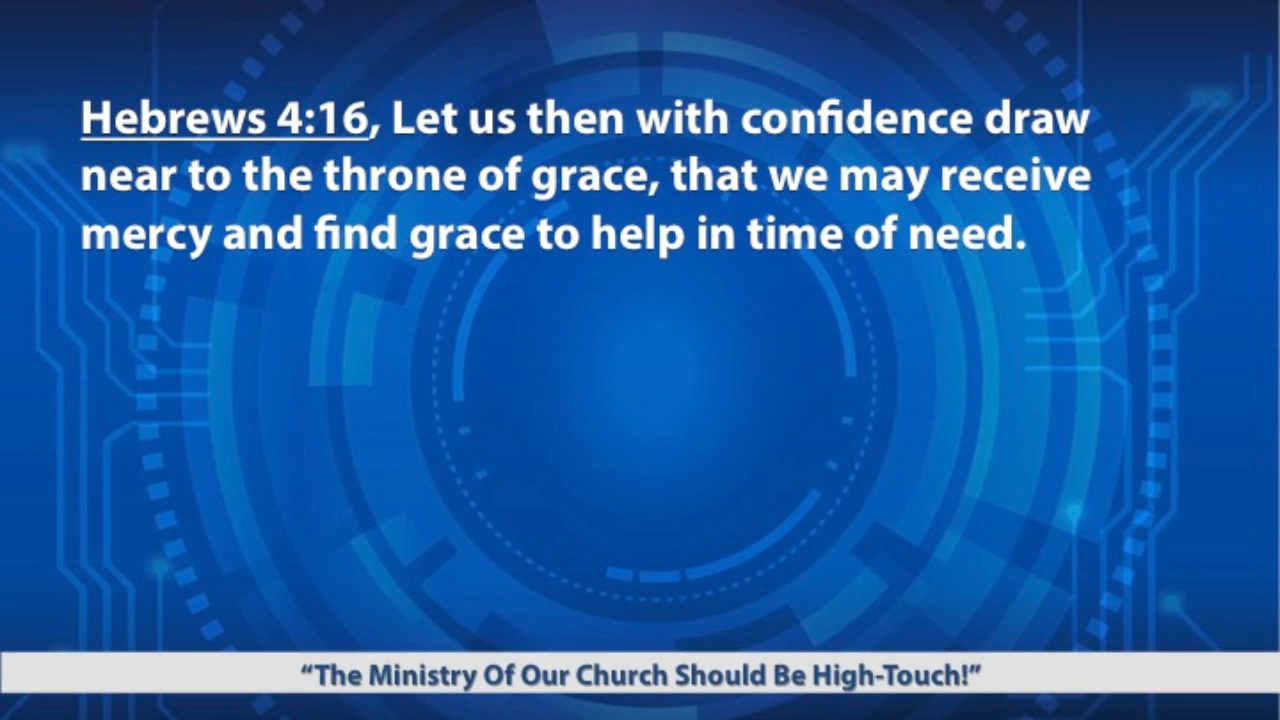 Hebrews 4:16, Let us then with confidence draw
near to the throne of grace, that we may receive
mercy and find grace to help in time of need.
“The Ministry Of Our Church Should Be High-Touch!”